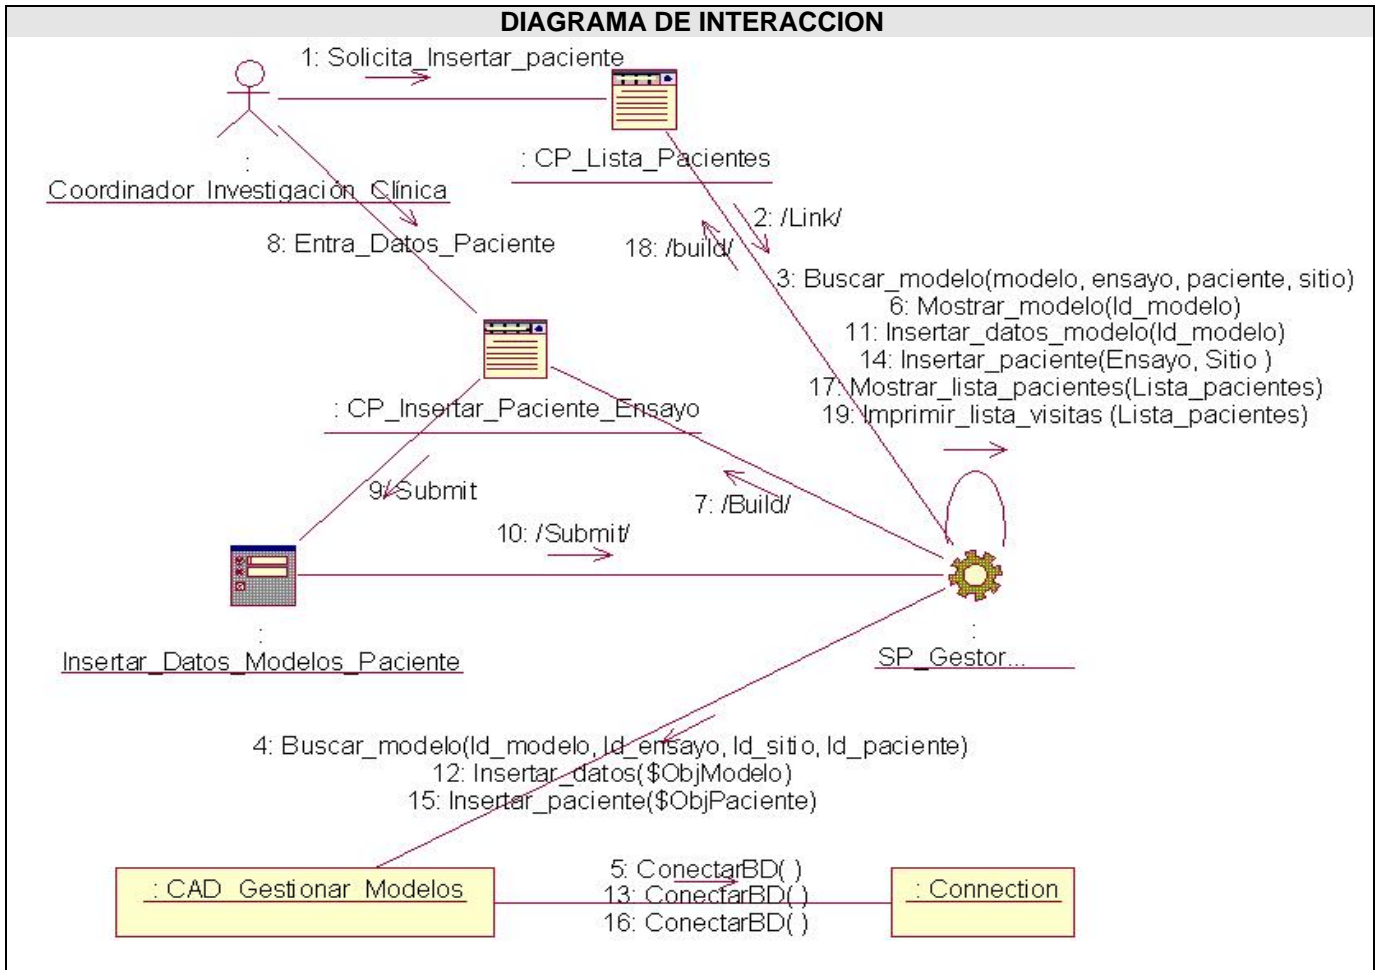 DIAGRAMA DE INTERACCION
1: Solicita_Insertar_paciente
: CP_Lista_Pacientes
:
Coordinador Investigación Clínica
2: /Link/
18: /build/
8: Entra_Datos_Paciente
3: Buscar_modelo(modelo, ensayo, paciente, sitio)
6: Mostrar_modelo(Id_modelo)
11: Insertar_datos_modelo(Id_modelo)
14: Insertar_paciente(Ensayo, Sitio )
17: Mostrar_lista_pacientes(Lista_pacientes)
19: Imprimir_lista_visitas (Lista_pacientes)
: CP_Insertar_Paciente_Ensayo
9: Submit
7: /Build/
10: /Submit/
:
Insertar_Datos_Modelos_Paciente
:
SP_Gestor...
4: Buscar_modelo(Id_modelo, Id_ensayo, Id_sitio, Id_paciente)
12: Insertar_datos($ObjModelo)
15: Insertar_paciente($ObjPaciente)
: CAD_Gestionar_Modelos
5: ConectarBD( )
13: ConectarBD( )
16: ConectarBD( )
: Connection